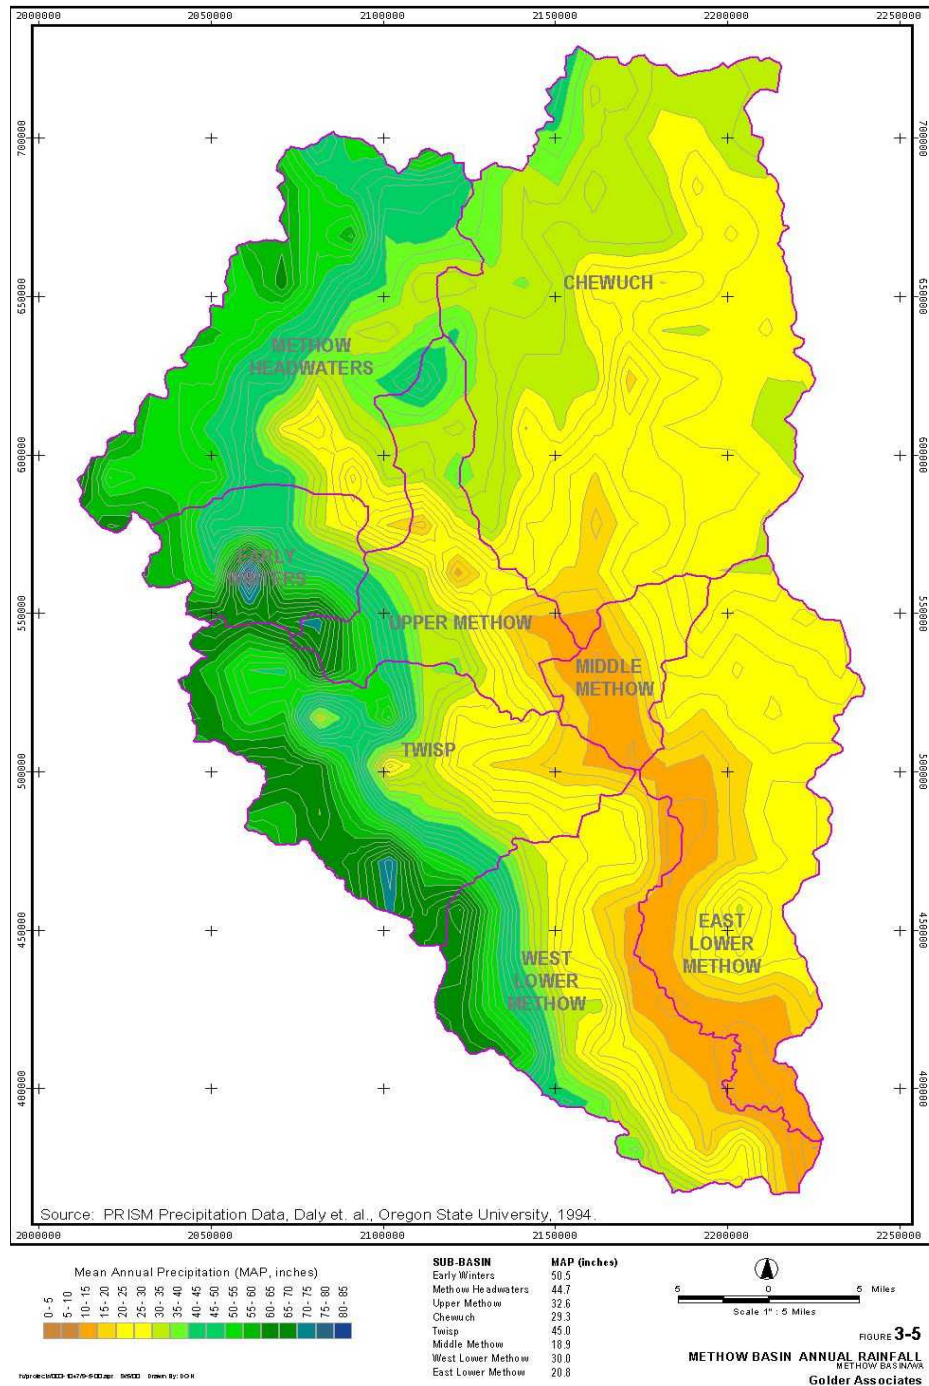 2000000 2050000 2100000 2150000 2200000 2250000
700000 700000
650000 650000
600000 600000
550000 550000
500000 500000
450000 450000
400000 400000
350000 350000
CHEWUCH
METHOW
HEADWATERS
EARLY
WINTERS
UPPER METHOW
MIDDLE
METHOW
TWISP
EAST
LOWER
METHOW
WEST
LOWER
METHOW
Source: PRISM Precipitation Data, Daly et. al., Oregon State University, 1994.
2000000 2050000 2100000 2150000 2200000 2250000
Mean Annual Precipitation (MAP, inches)
0-5 5-10 10-15 15-20 20-25 25-30 30-35 35-40 40-45 45-50 50-55 55-60 60-65 65-70 70-75 75-80 80-85
SUB-BASIN MAP (inches)
Early Winters 50.5
Methow Headwaters 44.7
Upper Methow 32.6
Chewuch 29.3
Twisp 45.0
Middle Methow 18.9
West Lower Methow 30.0
East Lower Methow 20.8
5 0 5 Miles
Scale 1" : 5 Miles
FIGURE 3-5
METHOW BASIN ANNUAL RAINFALL
METHOW BASIN/WA
Golder Associates
Drawn By: